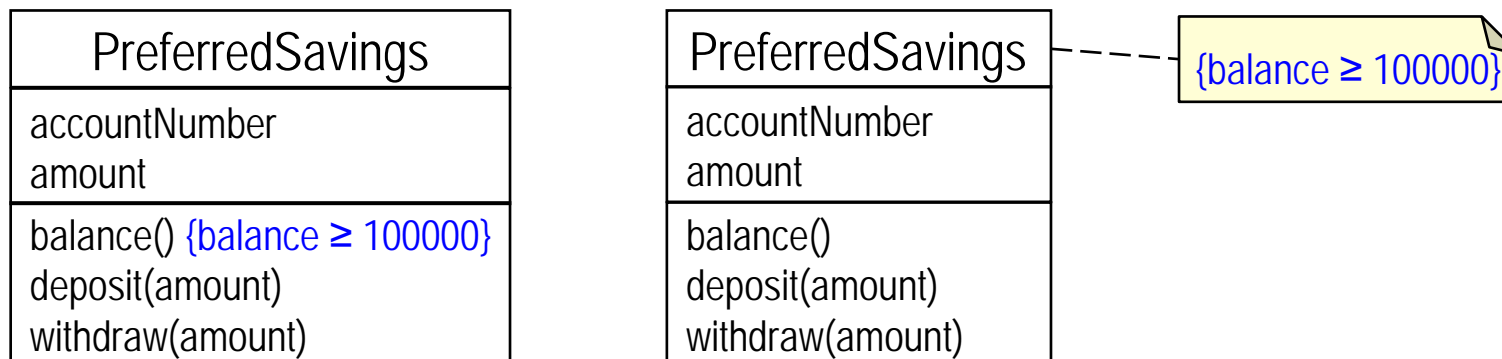 PreferredSavings
accountNumber
amount
balance() {balance ≥ 100000}
deposit(amount)
withdraw(amount)
PreferredSavings
accountNumber
amount
balance()
deposit(amount)
withdraw(amount)
{balance ≥ 100000}